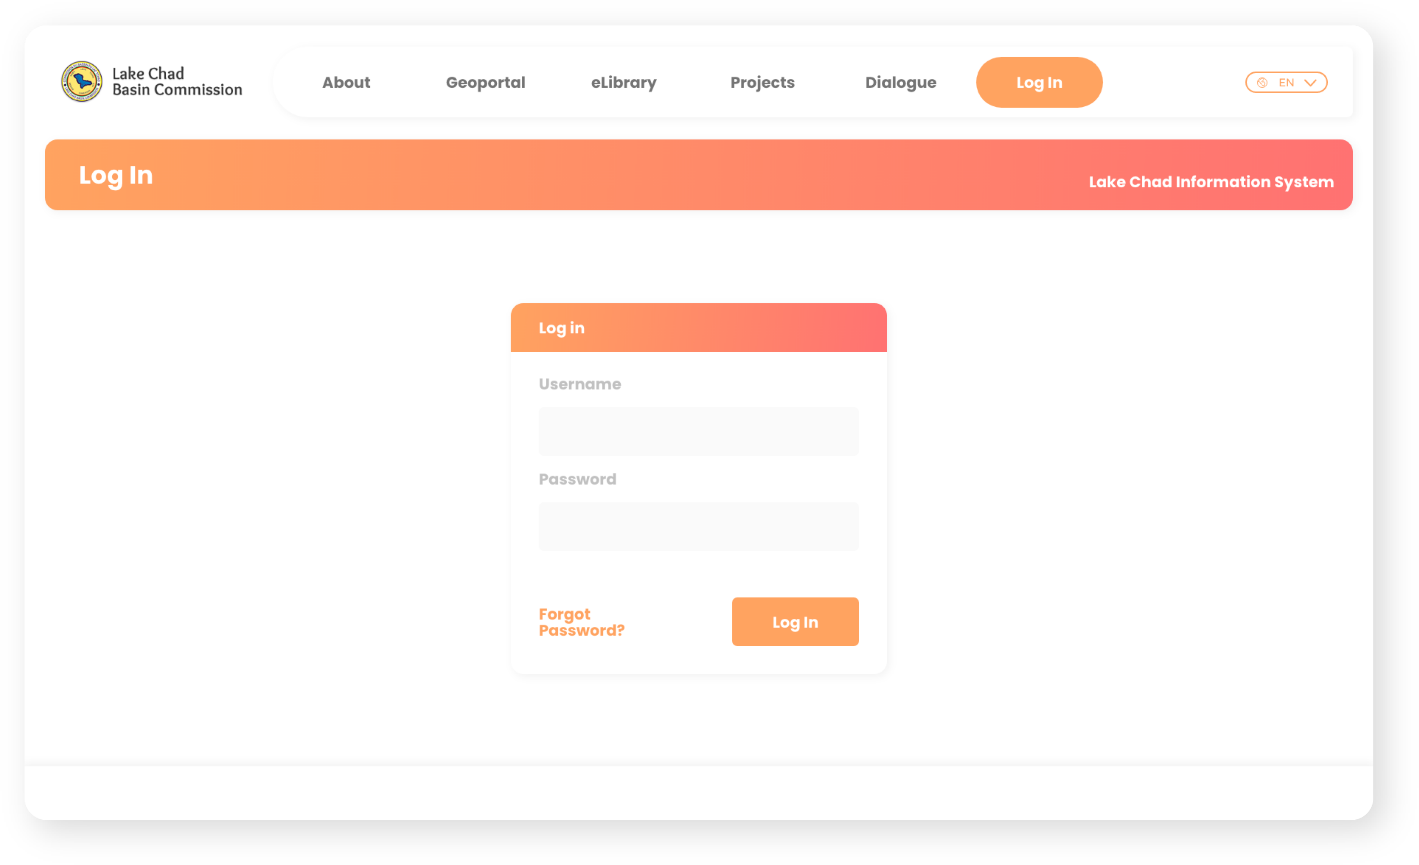 Lake Chad
Basin Commission
About
Geoportal
eLibrary
Projects
Dialogue
Log In
EN
Log In
Lake Chad Information System
Log in
Username
Password
Forgot
Password?
Log In